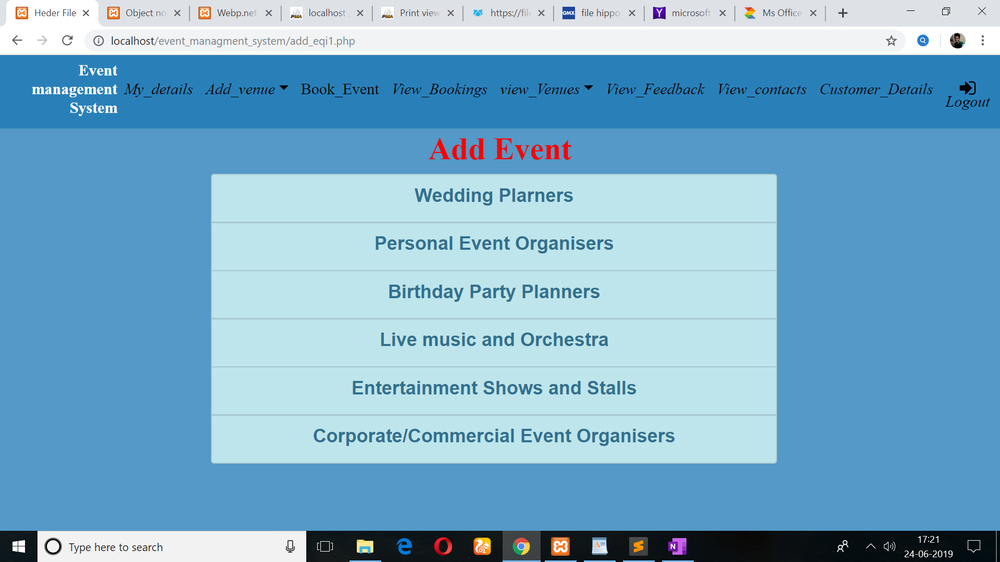 Heder File
Object no
Webp.net
localhost /
Print view
https://file
file hippo
microsoft
Ms Office
localhost/event_managment_system/add_eqi1.php
Event
management
System
My_details
Add_venue
Book_Event
View_Bookings
view_Venues
View_Feedback
View_contacts
Customer_Details
Logout
Add Event
Wedding Plarners
Personal Event Organisers
Birthday Party Planners
Live music and Orchestra
Entertainment Shows and Stalls
Corporate/Commercial Event Organisers
Type here to search
17:21
24-06-2019